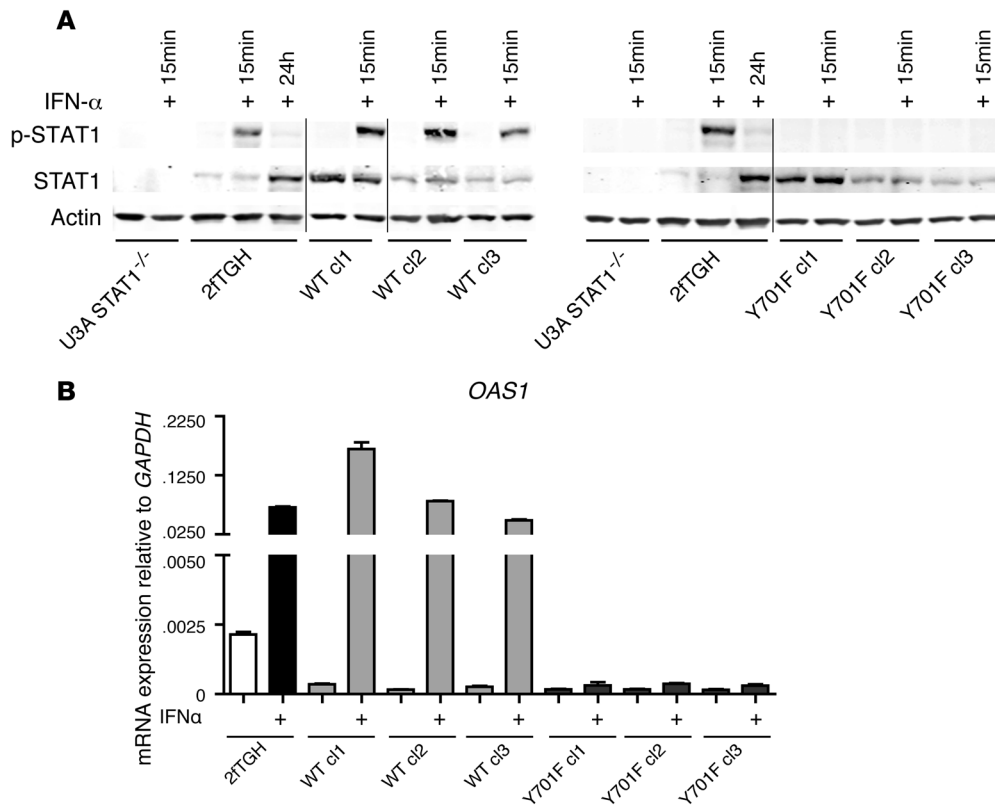 A
15min 15min 24h 15min 15min 15min 15min 15min 24h 15min 15min 15min
IFN-α + + + + + + + + + + + +
p-STAT1
STAT1
Actin
U3A STAT1-/- 2fTGH WT cl1 WT cl2 WT cl3 U3A STAT1-/- 2fTGH Y701F cl1 Y701F cl2 Y701F cl3
B
OAS1
mRNA expression relative to GAPDH
.2250
.1250
.0250
.0050
.0025
0
IFNα + + + + + + +
2fTGH WT cl1 WT cl2 WT cl3 Y701F cl1 Y701F cl2 Y701F cl3